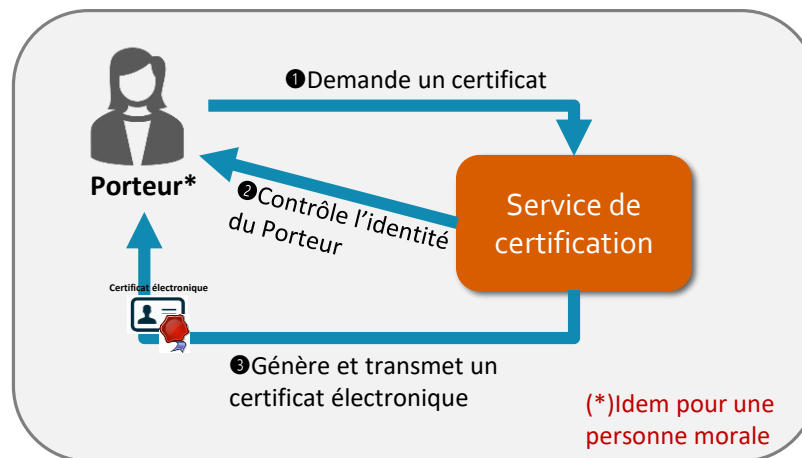 ❶Demande un certificat
Porteur*
❷Contrôle l'identité
du Porteur
Service de
certification
Certificat électronique
❸Génère et transmet un
certificat électronique
(*)Idem pour une
personne morale